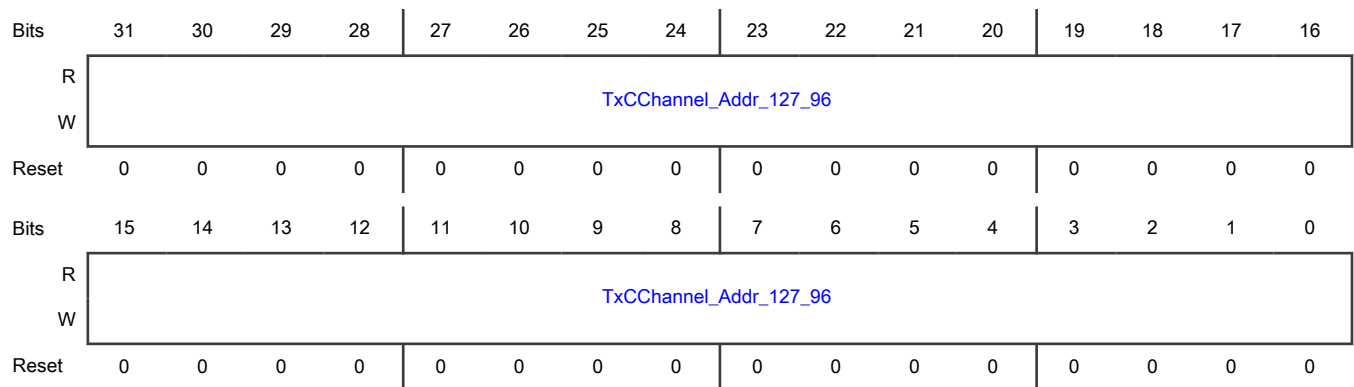 Bits 31 30 29 28 27 26 25 24 23 22 21 20 19 18 17 16
R
TxCChannel_Addr_127_96
W
Reset 0 0 0 0 0 0 0 0 0 0 0 0 0 0 0 0
Bits 15 14 13 12 11 10 9 8 7 6 5 4 3 2 1 0
R
TxCChannel_Addr_127_96
W
Reset 0 0 0 0 0 0 0 0 0 0 0 0 0 0 0 0